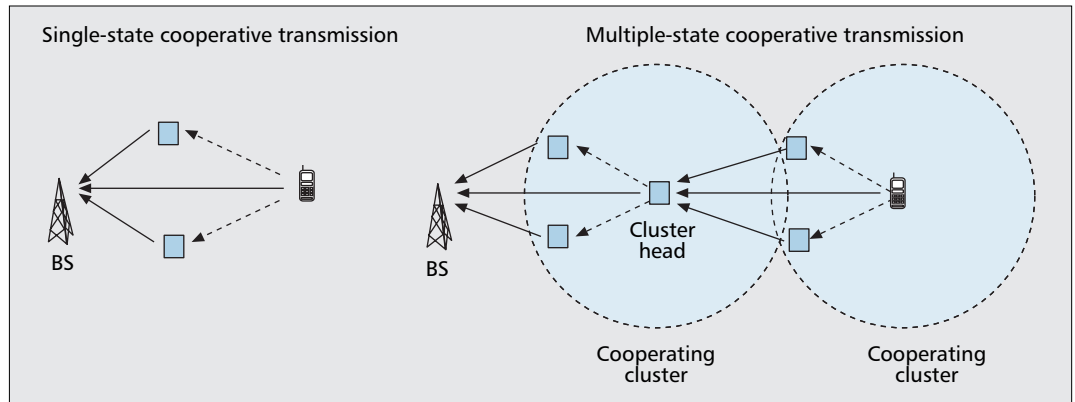 Single-state cooperative transmission
BS
Multiple-state cooperative transmission
BS
Cluster
head
Cooperating
cluster
Cooperating
cluster